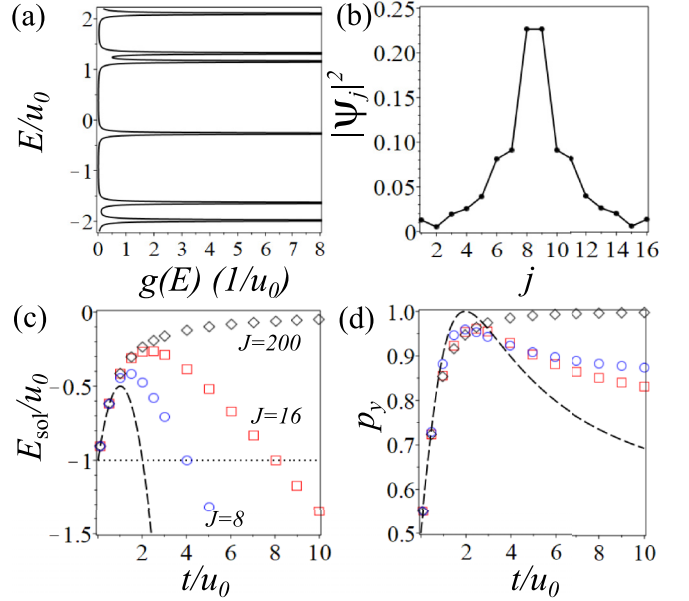 (a) (b)
2
1
0
−1
−2
E/u0
0 1 2 3 4 5 6 7 8
g(E) (1/u0)
0.25
0.20
0.15
0.10
0.05
0
|Ψj|²
2 4 6 8 10 12 14 16
j
(c) (d)
0
−0.5
−1
−1.5
Esol/u0
J=200
J=16
J=8
2 4 6 8 10
t/u0
1.0
0.9
0.8
0.7
0.6
0.5
py
0 2 4 6 8 10
t/u0